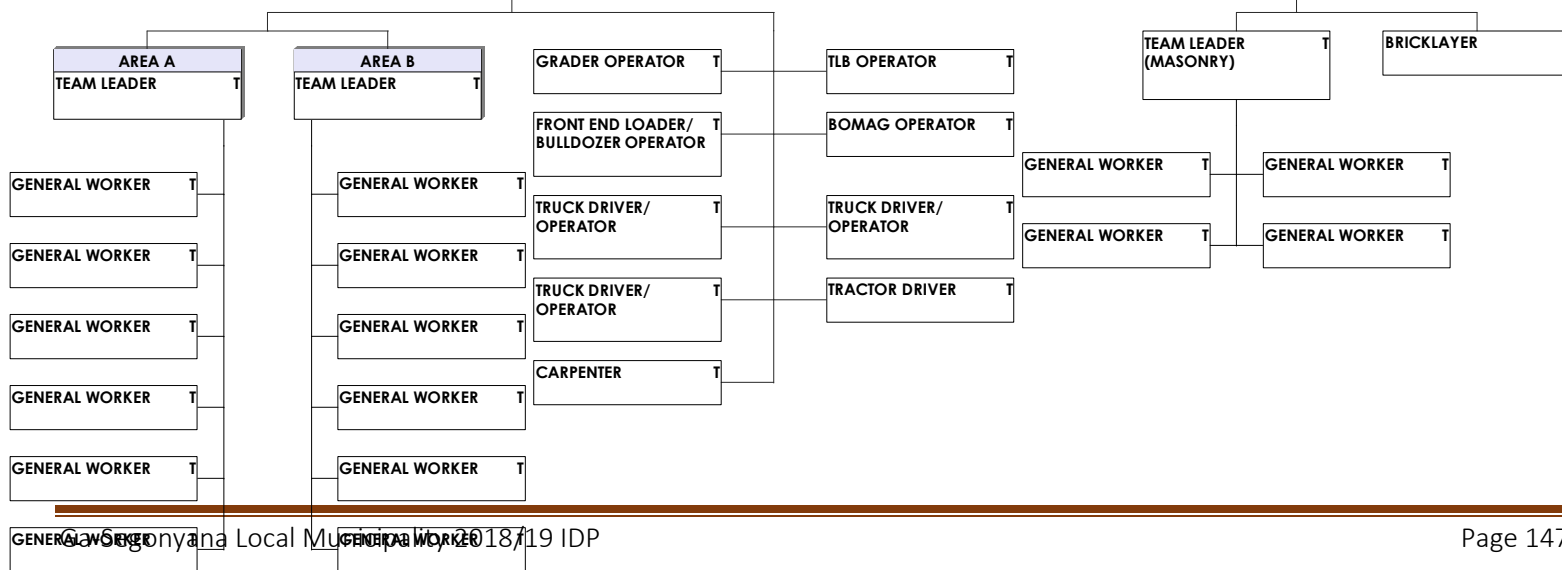 AREA A
TEAM LEADER T
GENERAL WORKER T
GENERAL WORKER T
GENERAL WORKER T
GENERAL WORKER T
GENERAL WORKER T
GENERAL WORKER T
AREA B
TEAM LEADER T
GENERAL WORKER T
GENERAL WORKER T
GENERAL WORKER T
GENERAL WORKER T
GENERAL WORKER T
GENERAL WORKER T
GRADER OPERATOR T
TLB OPERATOR T
FRONT END LOADER/ T
BULLDOZER OPERATOR
BOMAG OPERATOR T
TRUCK DRIVER/ T
OPERATOR
TRUCK DRIVER/ T
OPERATOR
TRUCK DRIVER/ T
OPERATOR
TRACTOR DRIVER T
CARPENTER T
TEAM LEADER T
(MASONRY)
BRICKLAYER
GENERAL WORKER T
GENERAL WORKER T
GENERAL WORKER T
GENERAL WORKER T
Ga-Segonyana Local Municipality 2018/19 IDP
Page 147